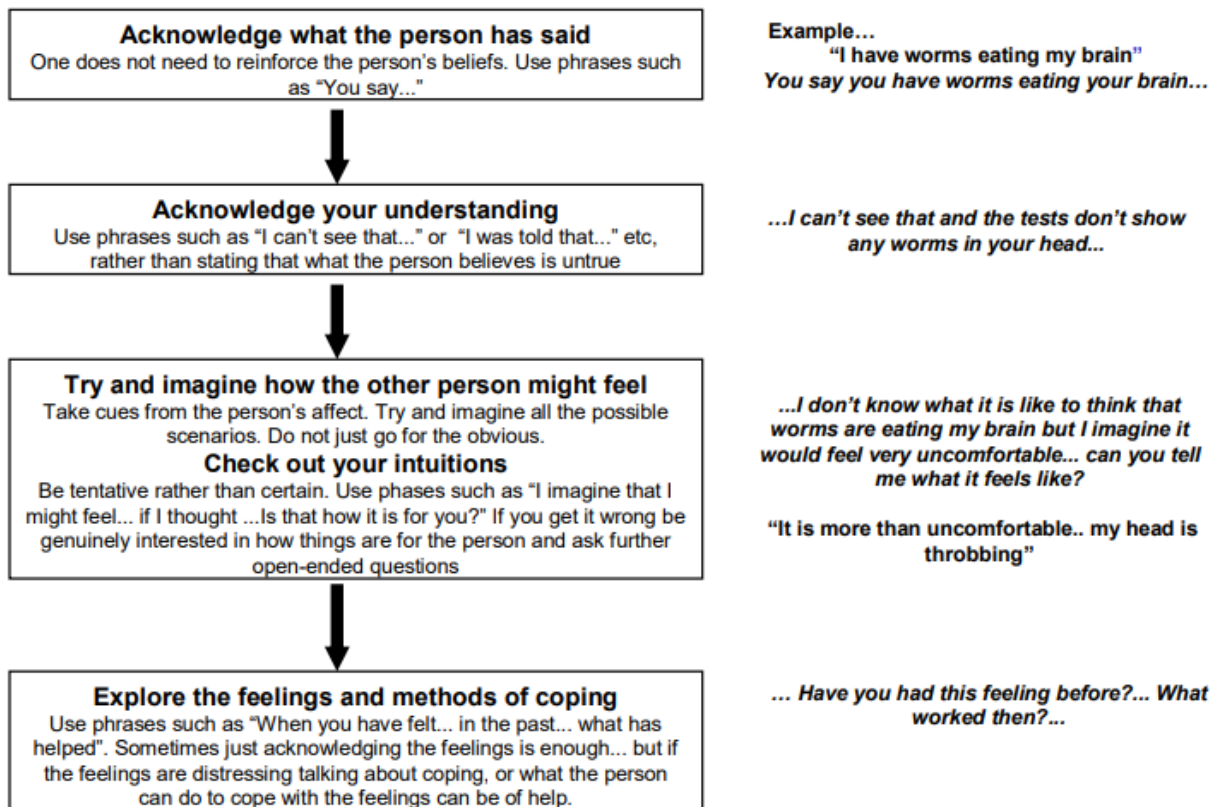 Acknowledge what the person has said
One does not need to reinforce the person's beliefs. Use phrases such
as “You say...”
Example…
“I have worms eating my brain”
You say you have worms eating your brain…
Acknowledge your understanding
Use phrases such as “I can't see that...” or “I was told that...” etc,
rather than stating that what the person believes is untrue
…I can't see that and the tests don't show
any worms in your head...
Try and imagine how the other person might feel
Take cues from the person's affect. Try and imagine all the possible
scenarios. Do not just go for the obvious.
Check out your intuitions
Be tentative rather than certain. Use phases such as “I imagine that I
might feel... if I thought ...Is that how it is for you?” If you get it wrong be
genuinely interested in how things are for the person and ask further
open-ended questions
...I don't know what it is like to think that
worms are eating my brain but I imagine it
would feel very uncomfortable... can you tell
me what it feels like?
“It is more than uncomfortable.. my head is
throbbing”
Explore the feelings and methods of coping
Use phrases such as “When you have felt... in the past... what has
helped”. Sometimes just acknowledging the feelings is enough... but if
the feelings are distressing talking about coping, or what the person
can do to cope with the feelings can be of help.
… Have you had this feeling before?... What
worked then?...